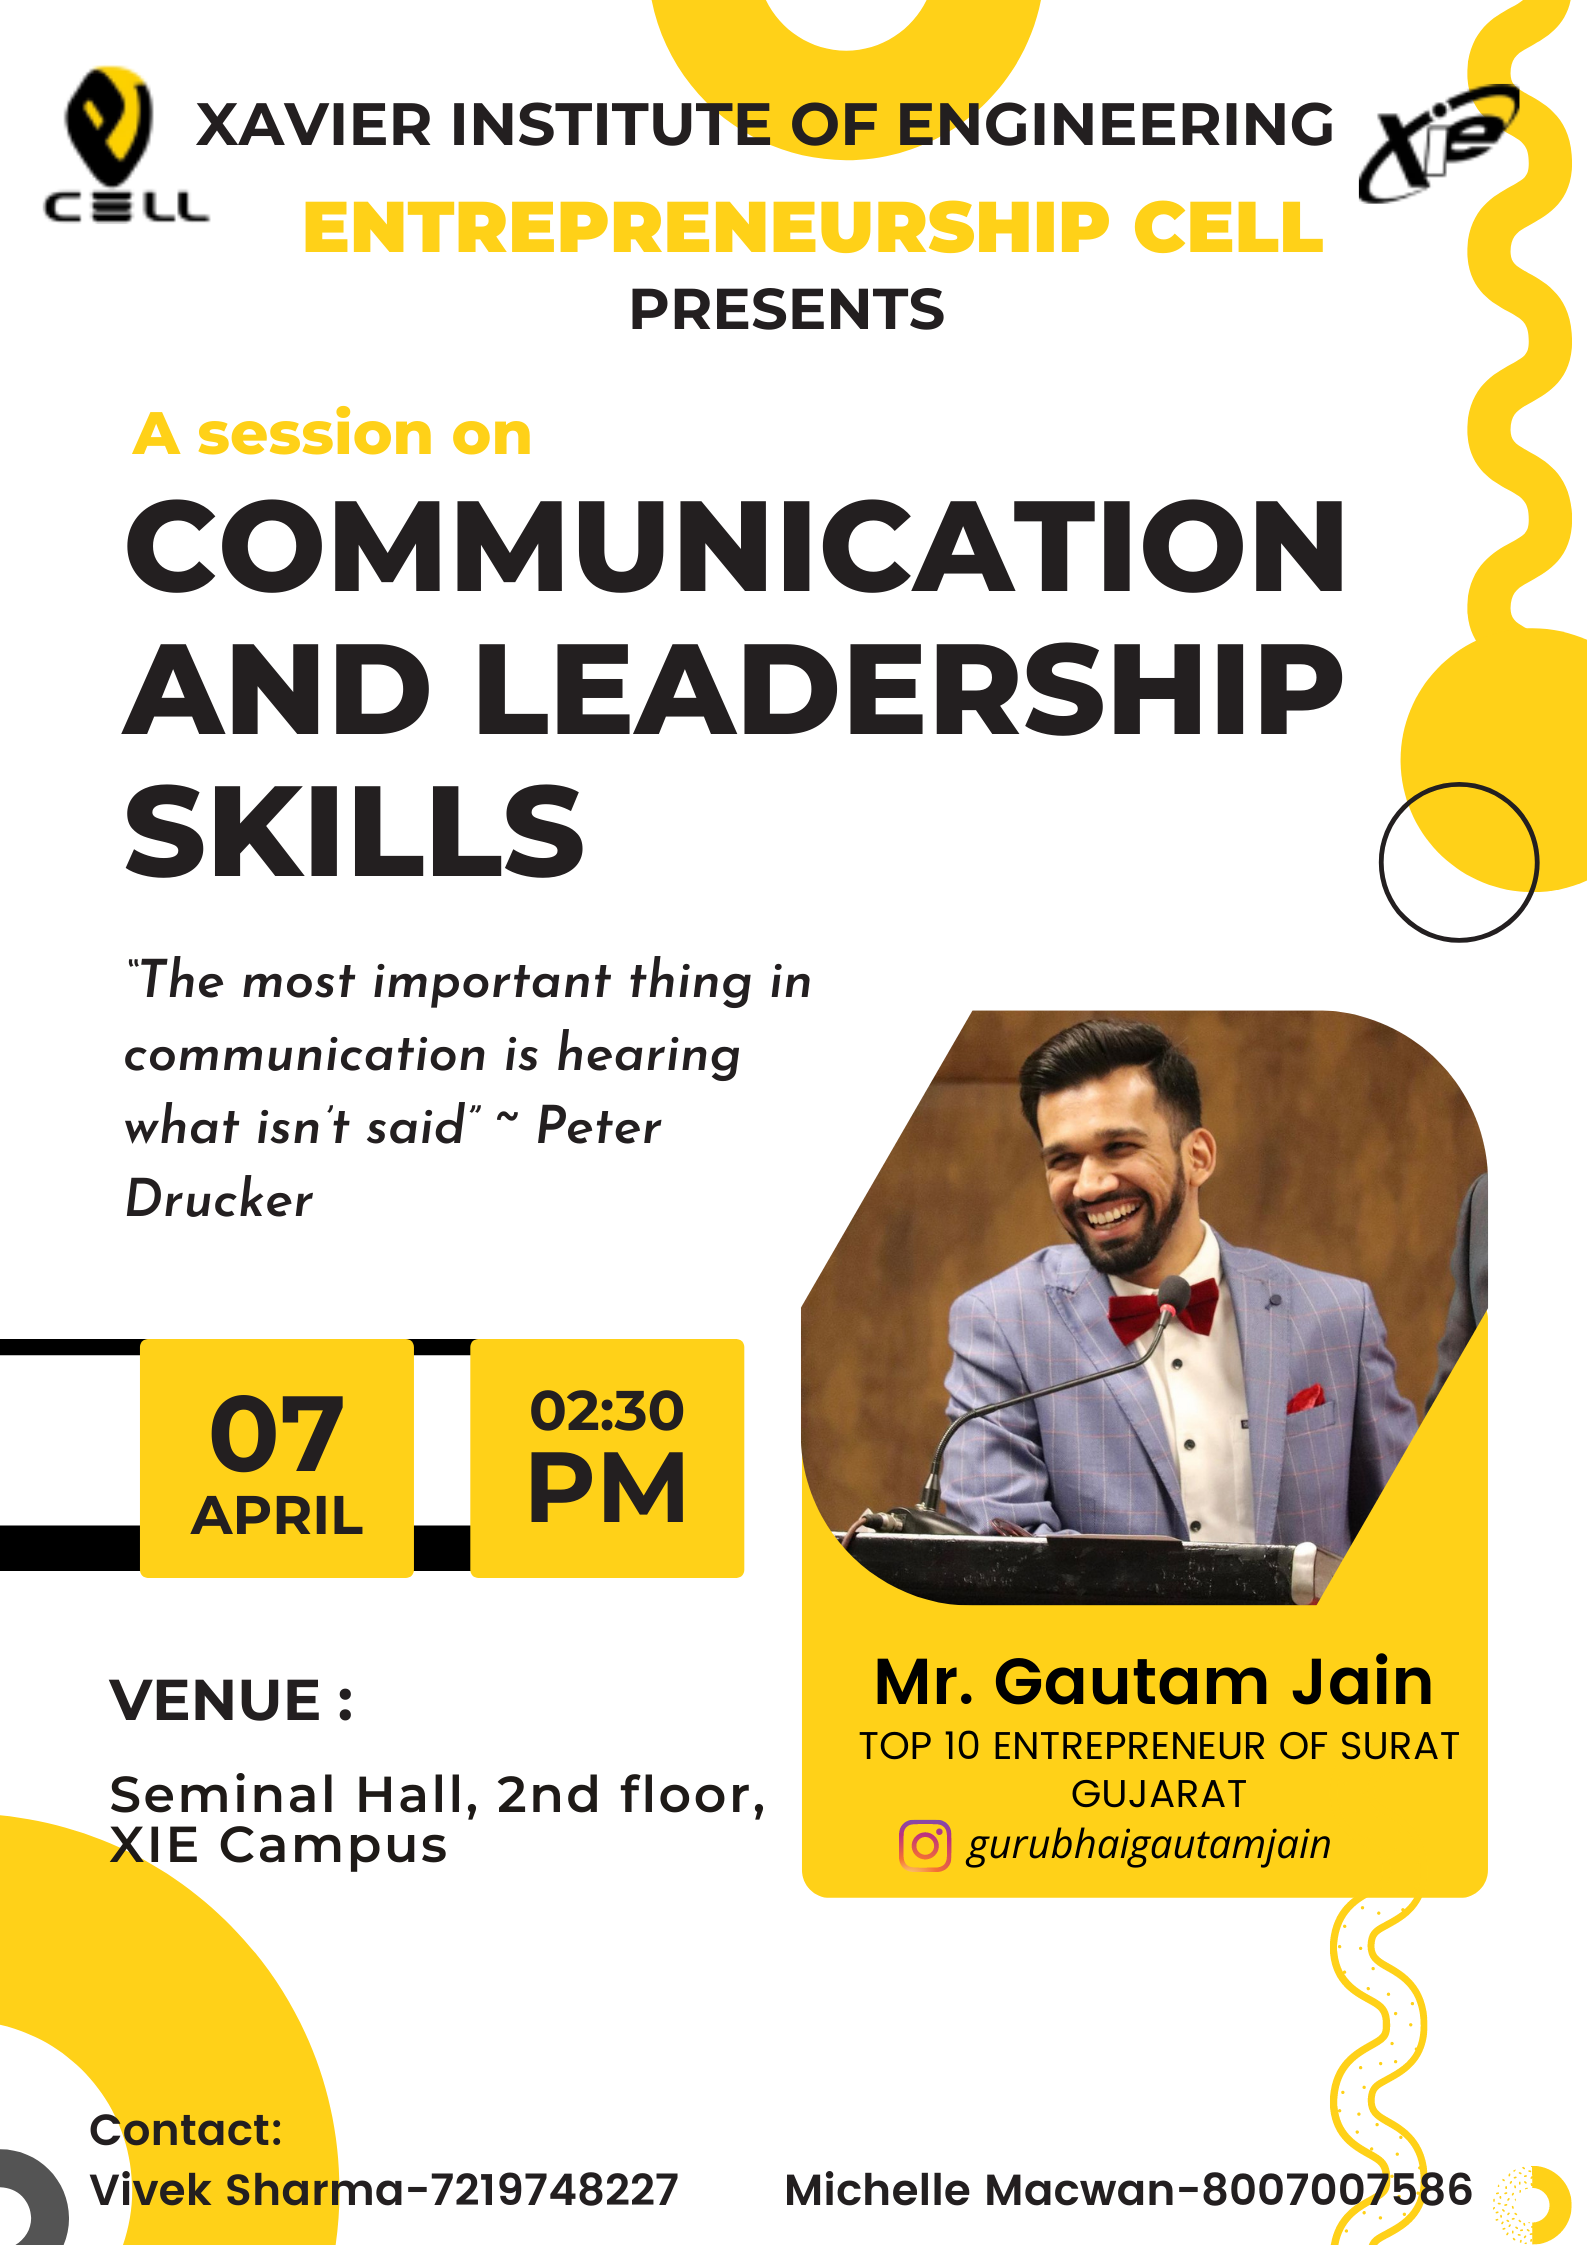 XAVIER INSTITUTE OF ENGINEERING
CELL
Xie
ENTREPRENEURSHIP CELL
PRESENTS
A session on
COMMUNICATION
AND LEADERSHIP
SKILLS
“The most important thing in
communication is hearing
what isn't said” ~ Peter
Drucker
07
APRIL
02:30
PM
VENUE :
Seminal Hall, 2nd floor,
XIE Campus
Mr. Gautam Jain
TOP 10 ENTREPRENEUR OF SURAT
GUJARAT
gurubhaigautamjain
Contact:
Vivek Sharma-7219748227
Michelle Macwan-8007007586